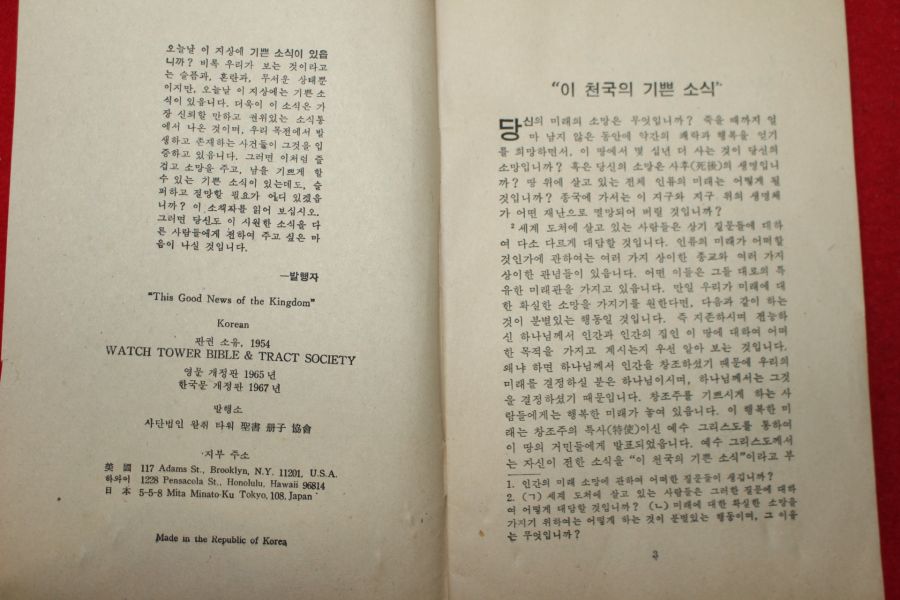 오늘날 이 지상에 기쁜 소식이 있읍
니까? 비록 우리가 보는 것이라고
는 슬픔과, 혼란과, 무서운 상태뿐
이지만, 오늘날 이 지상에는 기쁜 소
식이 있읍니다. 더욱이 이 소식은 가
장 신뢰할 만하고 권위있는 소식통
에서 나온 것이며, 우리 목전에서 발
생하고 존재하는 사건들이 그것을 입
증하고 있읍니다. 그러면 이처럼 즐
겁고 소망을 주고, 남을 기쁘게 할
수 있는 기쁜 소식이 있는데도, 슬
퍼하고 절망할 필요가 어디 있겠읍
니까? 이 소책자를 읽어 보십시오.
그러면 당신도 이 시원한 소식을 다
른 사람들에게 전하여 주고 싶은 마
음이 나실 것입니다.
—발행자
"This Good News of the Kingdom"
Korean
판권 소유, 1954
WATCH TOWER BIBLE & TRACT SOCIETY
영문 개정판 1965년
한국문 개정판 1967년
발행소
사단법인 왙취 타워 聖書 册子 協會
지부 주소
英國 117 Adams St., Brooklyn, N.Y. 11201, U.S.A.
하와이 1228 Pensacola St., Honolulu, Hawaii 96814
日本 5-5-8 Mita Minato-Ku Tokyo, 108, Japan
Made in the Republic of Korea
"이 천국의 기쁜 소식"
당신의 미래의 소망은 무엇입니까? 죽을 때까지 얼
마 남지 않은 동안에 약간의 쾌락과 행복을 얻기
를 희망하면서, 이 땅에서 몇 십년 더 사는 것이 당신의
소망입니까? 혹은 당신의 소망은 사후(死後)의 생명입니
까? 땅 위에 살고 있는 전체 인류의 미래는 어떻게 될
것입니까? 종국에 가서는 이 지구와 지구 위의 생명체
가 어떤 재난으로 멸망되어 버릴 것입니까?
2 세계 도처에 살고 있는 사람들은 상기 질문들에 대하
여 다소 다르게 대답할 것입니다. 인류의 미래가 어떠할
것인가에 관하여는 여러 가지 상이한 종교와 여러 가지
상이한 관념들이 있읍니다. 어떤 이들은 그들 대로의 특
유한 미래관을 가지고 있읍니다. 만일 우리가 미래에 대
한 확실한 소망을 가지기를 원한다면, 다음과 같이 하는
것이 분별있는 행동일 것입니다. 즉 지존하시며 전능하
신 하나님께서 인간과 인간의 집인 이 땅에 대하여 어떠
한 목적을 가지고 계시는지 우선 알아 보는 것입니다.
왜냐 하면 하나님께서 인간을 창조하셨기 때문에 우리의
미래를 결정하실 분은 하나님이시며, 하나님께서는 그것
을 결정하셨기 때문입니다. 창조주를 기쁘시게 하는 사
람들에게는 행복한 미래가 놓여 있읍니다. 이 행복한 미
래는 창조주의 특사(特使)이신 예수 그리스도를 통하여
이 땅의 거민들에게 발표되었읍니다. 예수 그리스도께서
는 자신이 전한 소식을 "이 천국의 기쁜 소식"이라고 부
1. 인간의 미래 소망에 관하여 어떠한 질문들이 생깁니까?
2. (ㄱ) 세계 도처에 살고 있는 사람들은 그러한 질문에 대하
여 어떻게 대답할 것입니까? (ㄴ) 미래에 대한 확실한 소망을
가지기 위하여는 어떻게 하는 것이 분별있는 행동이며, 그 이유
는 무엇입니까?
3